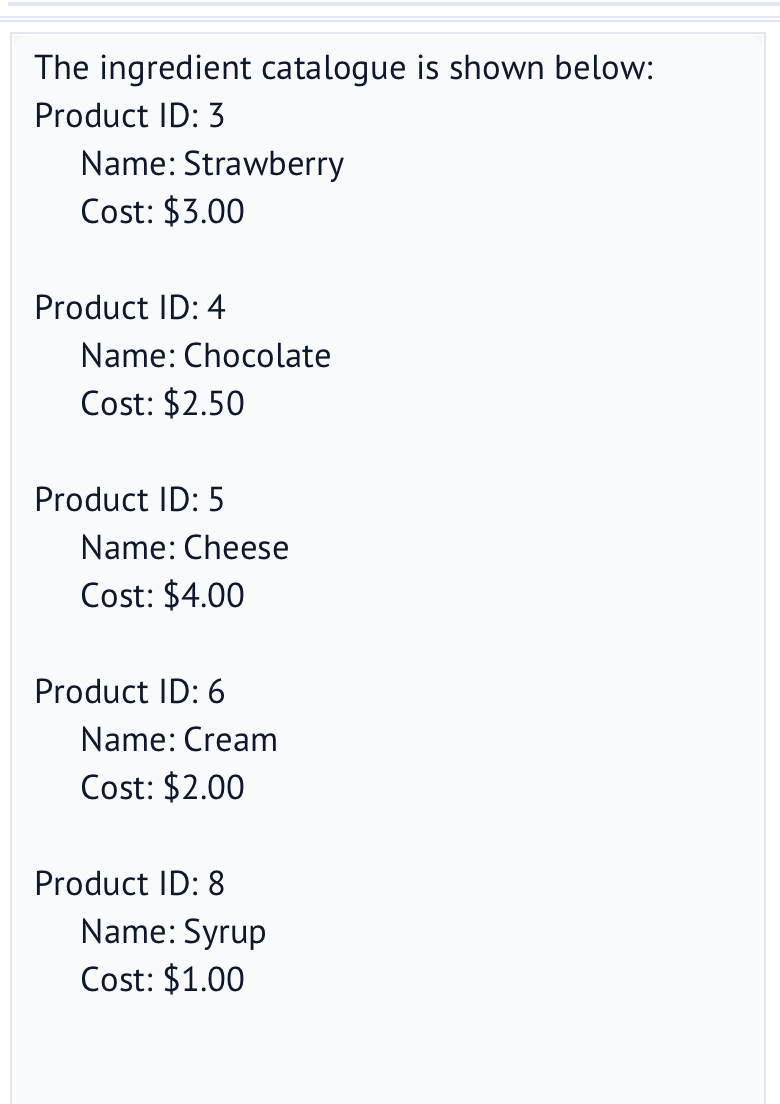 The ingredient catalogue is shown below:
Product ID: 3
Name: Strawberry
Cost: $3.00
Product ID: 4
Name: Chocolate
Cost: $2.50
Product ID: 5
Name: Cheese
Cost: $4.00
Product ID: 6
Name: Cream
Cost: $2.00
Product ID: 8
Name: Syrup
Cost: $1.00